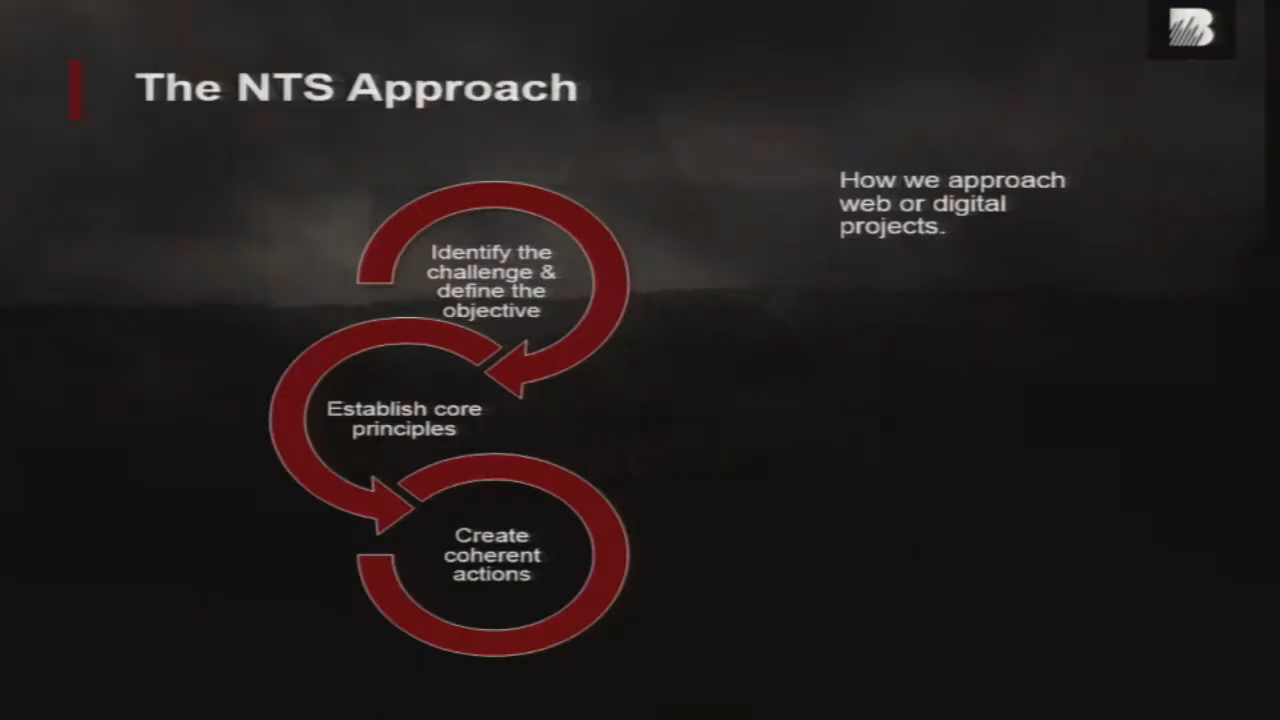 The NTS Approach
How we approach
web or digital
projects.
Identify the
challenge &
define the
objective
Establish core
principles
Create
coherent
actions